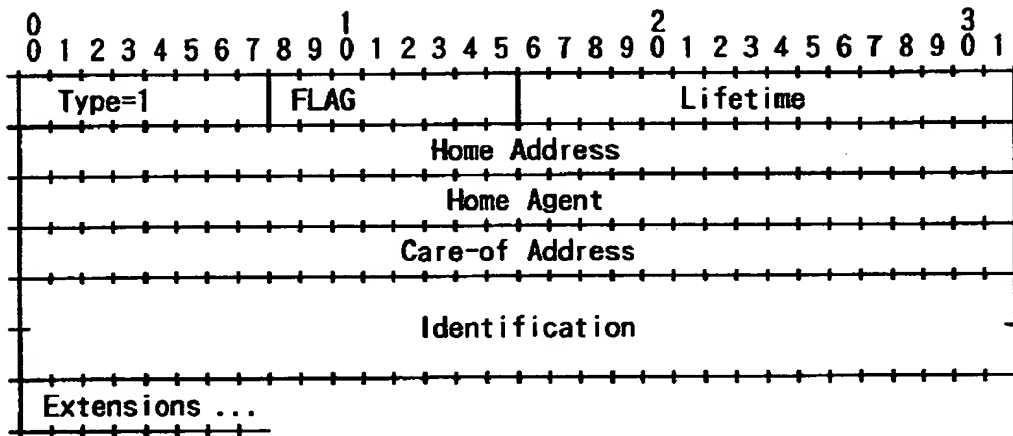 0 1 2 3
0 1 2 3 4 5 6 7 8 9 0 1 2 3 4 5 6 7 8 9 0 1 2 3 4 5 6 7 8 9 0 1
Type=1 FLAG Lifetime
Home Address
Home Agent
Care-of Address
Identification
Extensions ...